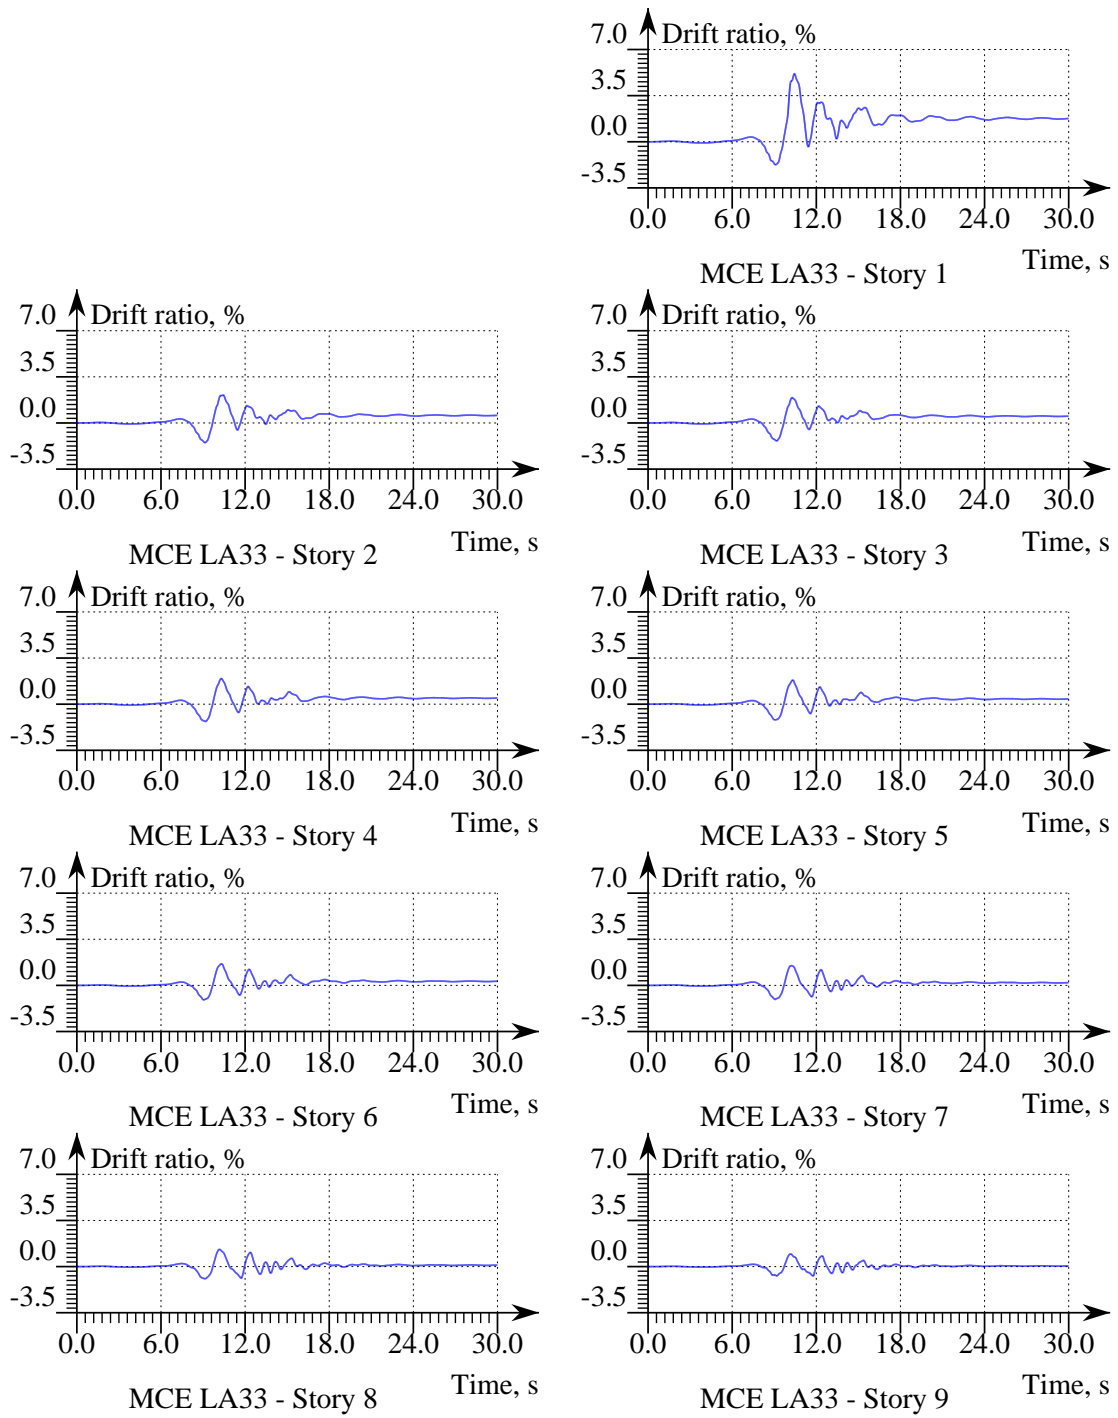 Drift ratio, %
7.0
3.5
0.0
-3.5
0.0 6.0 12.0 18.0 24.0 30.0
Time, s
MCE LA33 - Story 1
Drift ratio, %
7.0
3.5
0.0
-3.5
0.0 6.0 12.0 18.0 24.0 30.0
Time, s
MCE LA33 - Story 2
Drift ratio, %
7.0
3.5
0.0
-3.5
0.0 6.0 12.0 18.0 24.0 30.0
Time, s
MCE LA33 - Story 3
Drift ratio, %
7.0
3.5
0.0
-3.5
0.0 6.0 12.0 18.0 24.0 30.0
Time, s
MCE LA33 - Story 4
Drift ratio, %
7.0
3.5
0.0
-3.5
0.0 6.0 12.0 18.0 24.0 30.0
Time, s
MCE LA33 - Story 5
Drift ratio, %
7.0
3.5
0.0
-3.5
0.0 6.0 12.0 18.0 24.0 30.0
Time, s
MCE LA33 - Story 6
Drift ratio, %
7.0
3.5
0.0
-3.5
0.0 6.0 12.0 18.0 24.0 30.0
Time, s
MCE LA33 - Story 7
Drift ratio, %
7.0
3.5
0.0
-3.5
0.0 6.0 12.0 18.0 24.0 30.0
Time, s
MCE LA33 - Story 8
Drift ratio, %
7.0
3.5
0.0
-3.5
0.0 6.0 12.0 18.0 24.0 30.0
Time, s
MCE LA33 - Story 9